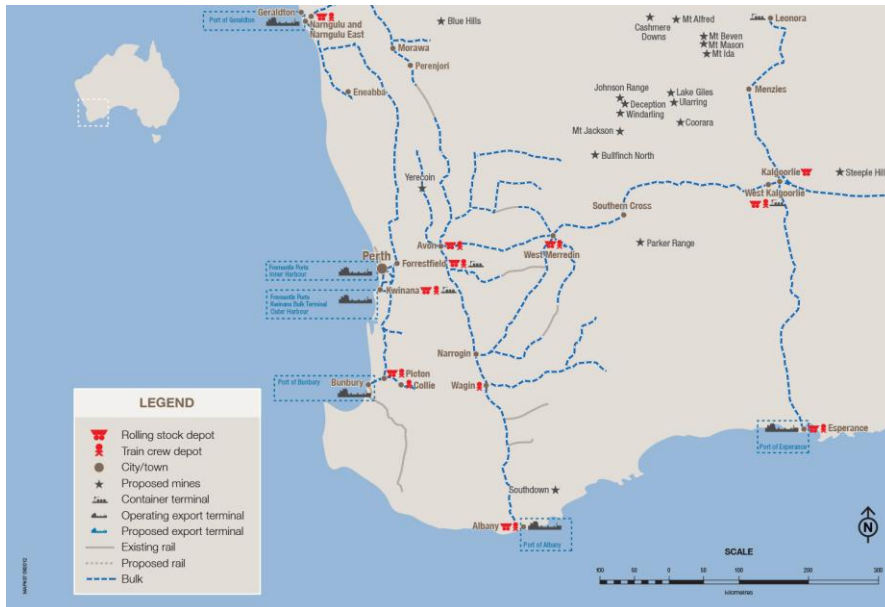 Geraldton
Port of Geraldton
Narngulu and
Narngulu East
Morawa
Perenjori
Eneabba
Blue Hills
Cashmere
Downs
Mt Alfred
Mt Beven
Mt Mason
Mt Ida
Leonora
Menzies
Johnson Range
Lake Giles
Deception
Ularring
Windarling
Coorara
Mt Jackson
Bullfinch North
Yerecoin
Kalgoorlie
Steeple Hill
West Kalgoorlie
Southern Cross
Avon
West Merredin
Parker Range
Perth
Forrestfield
Fremantle Ports
Inner Harbour
Kwinana
Fremantle Ports
Kwinana Bulk Terminal
Outer Harbour
Narrogin
Picton
Port of Bunbury
Bunbury
Collie
Wagin
Esperance
Port of Esperance
Southdown
Albany
Port of Albany
LEGEND
Rolling stock depot
Train crew depot
City/town
Proposed mines
Container terminal
Operating export terminal
Proposed export terminal
Existing rail
Proposed rail
Bulk
N
SCALE
100 50 0 50 100 200 300
kilometres